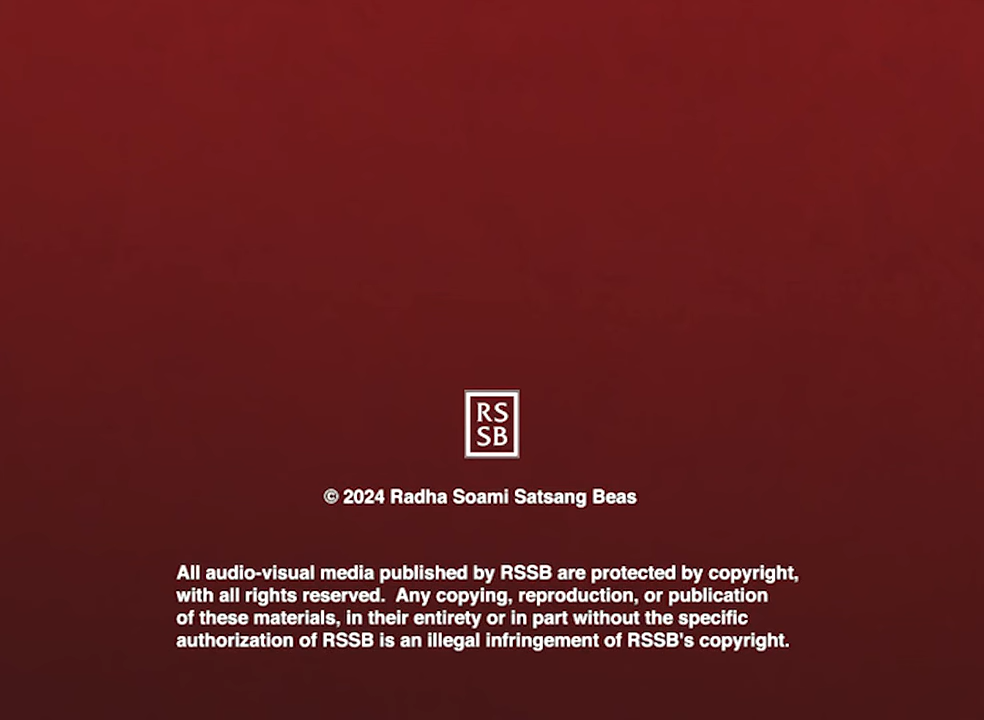 RS
SB
© 2024 Radha Soami Satsang Beas
All audio-visual media published by RSSB are protected by copyright,
with all rights reserved.  Any copying, reproduction, or publication
of these materials, in their entirety or in part without the specific
authorization of RSSB is an illegal infringement of RSSB's copyright.